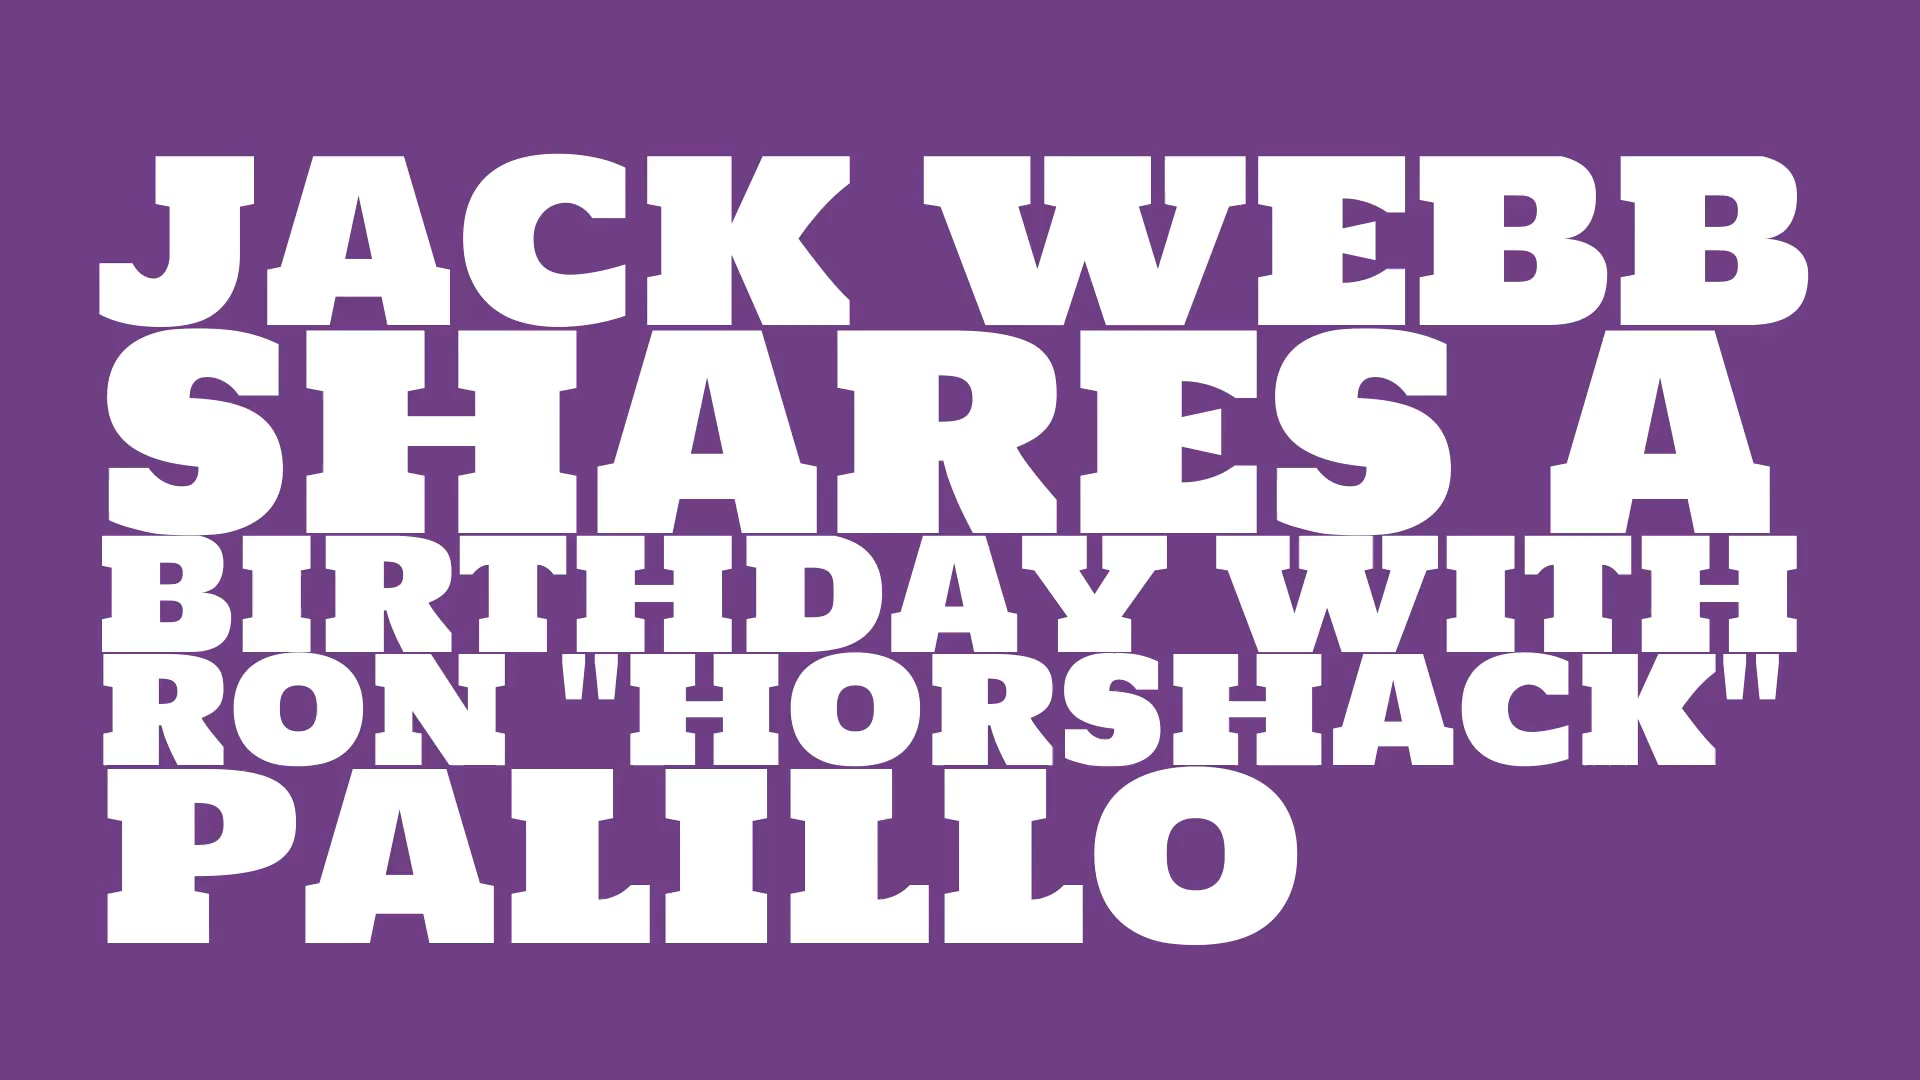 JACK WEBB
SHARES A
BIRTHDAY WITH
RON "HORSHACK"
PALILLO